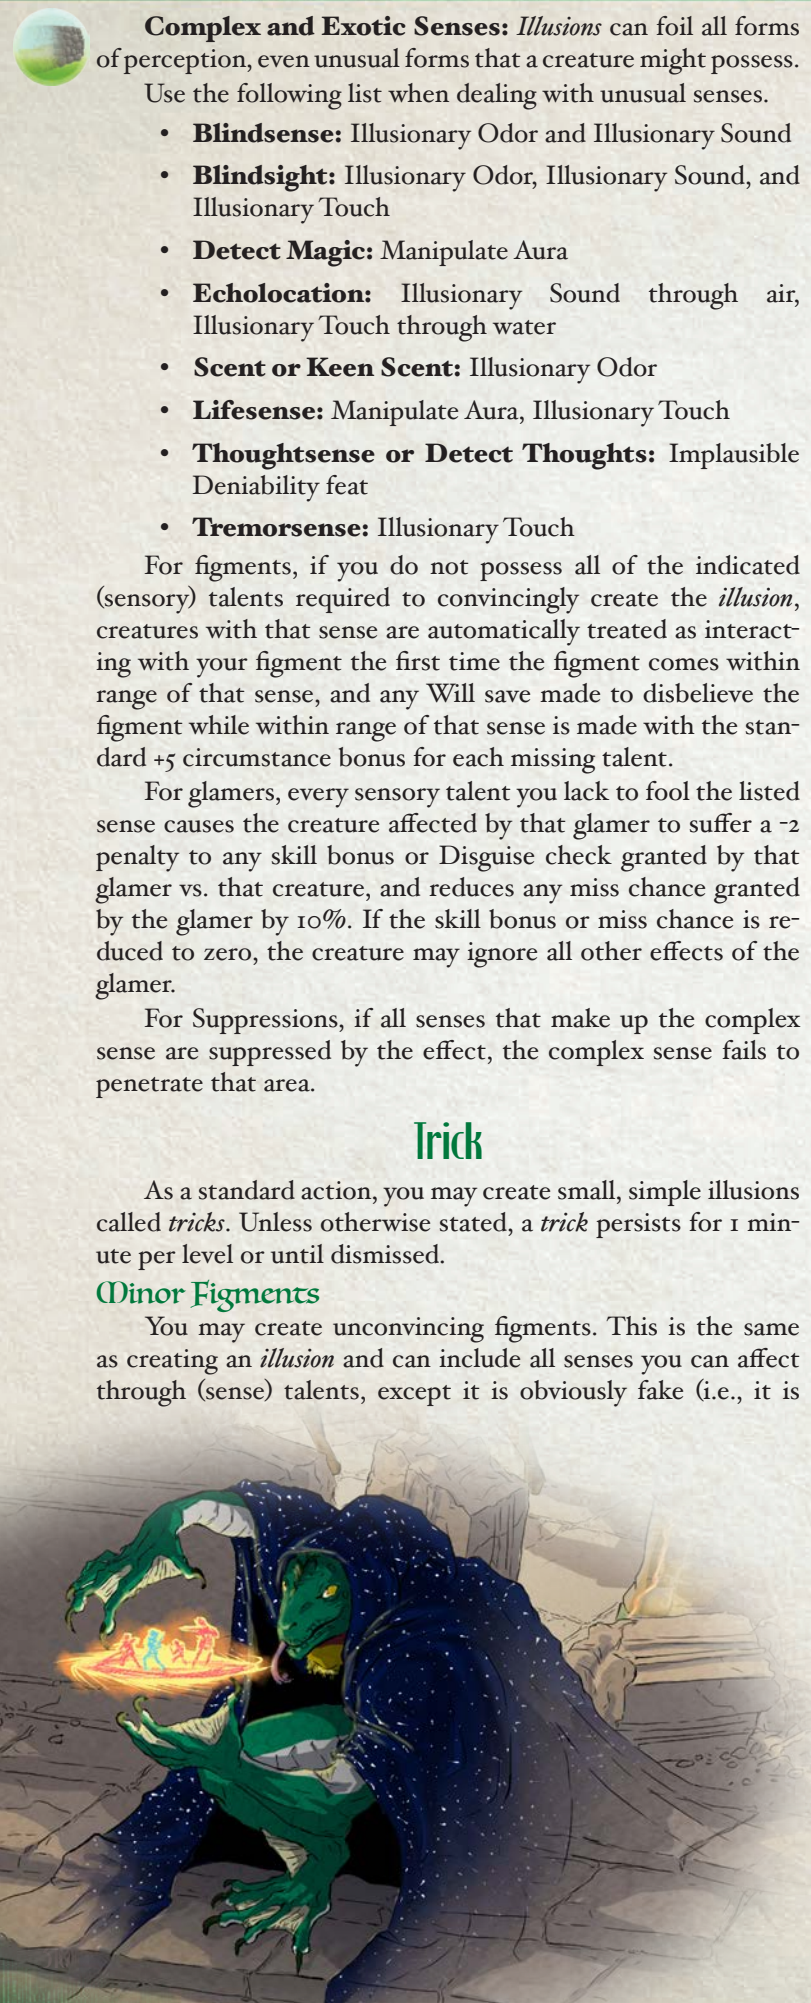 Complex and Exotic Senses: Illusions can foil all forms
of perception, even unusual forms that a creature might possess.
Use the following list when dealing with unusual senses.
• Blindsense: Illusionary Odor and Illusionary Sound
• Blindsight: Illusionary Odor, Illusionary Sound, and
Illusionary Touch
• Detect Magic: Manipulate Aura
• Echolocation: Illusionary Sound through air,
Illusionary Touch through water
• Scent or Keen Scent: Illusionary Odor
• Lifesense: Manipulate Aura, Illusionary Touch
• Thoughtsense or Detect Thoughts: Implausible
Deniability feat
• Tremorsense: Illusionary Touch
For figments, if you do not possess all of the indicated
(sensory) talents required to convincingly create the illusion,
creatures with that sense are automatically treated as interact-
ing with your figment the first time the figment comes within
range of that sense, and any Will save made to disbelieve the
figment while within range of that sense is made with the stan-
dard +5 circumstance bonus for each missing talent.
For glamers, every sensory talent you lack to fool the listed
sense causes the creature affected by that glamer to suffer a -2
penalty to any skill bonus or Disguise check granted by that
glamer vs. that creature, and reduces any miss chance granted
by the glamer by 10%. If the skill bonus or miss chance is re-
duced to zero, the creature may ignore all other effects of the
glamer.
For Suppressions, if all senses that make up the complex
sense are suppressed by the effect, the complex sense fails to
penetrate that area.
Trick
As a standard action, you may create small, simple illusions
called tricks. Unless otherwise stated, a trick persists for 1 min-
ute per level or until dismissed.
Minor Figments
You may create unconvincing figments. This is the same
as creating an illusion and can include all senses you can affect
through (sense) talents, except it is obviously fake (i.e., it is